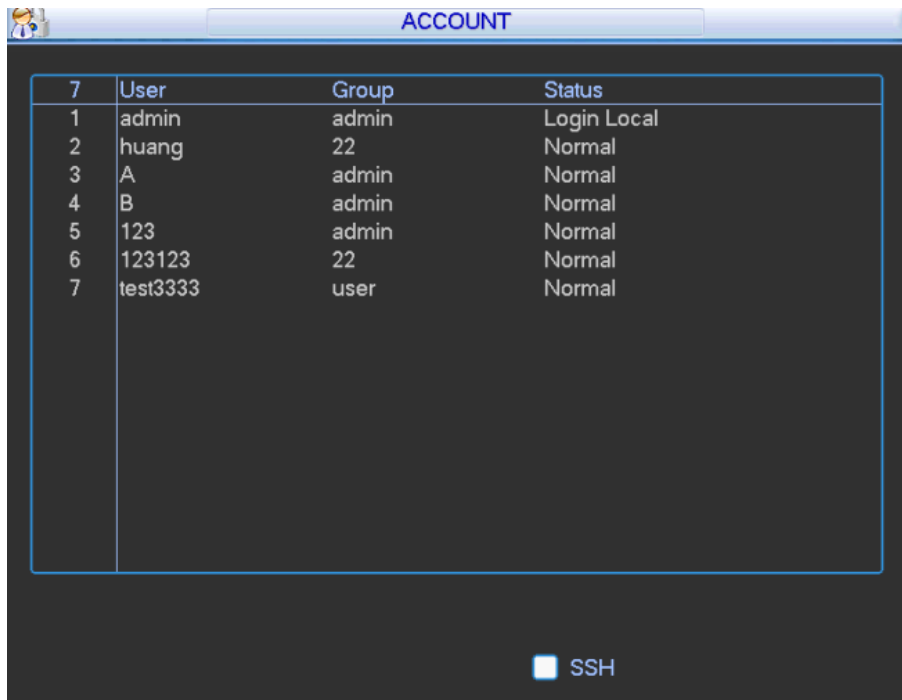 ACCOUNT
7 User Group Status
1 admin admin Login Local
2 huang 22 Normal
3 A admin Normal
4 B admin Normal
5 123 admin Normal
6 123123 22 Normal
7 test3333 user Normal
SSH